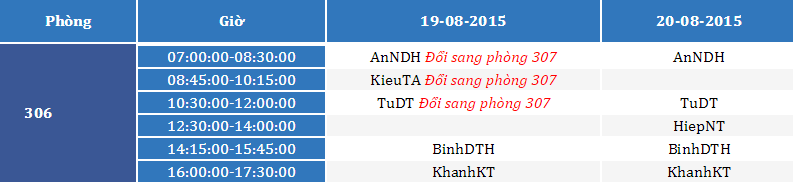 Phòng Giờ 19-08-2015 20-08-2015
07:00:00-08:30:00 AnNDH Đổi sang phòng 307 AnNDH
08:45:00-10:15:00 KieuTA Đổi sang phòng 307
10:30:00-12:00:00 TuDT Đổi sang phòng 307 TuDT
306
12:30:00-14:00:00 HiepNT
14:15:00-15:45:00 BinhDTH BinhDTH
16:00:00-17:30:00 KhanhKT KhanhKT